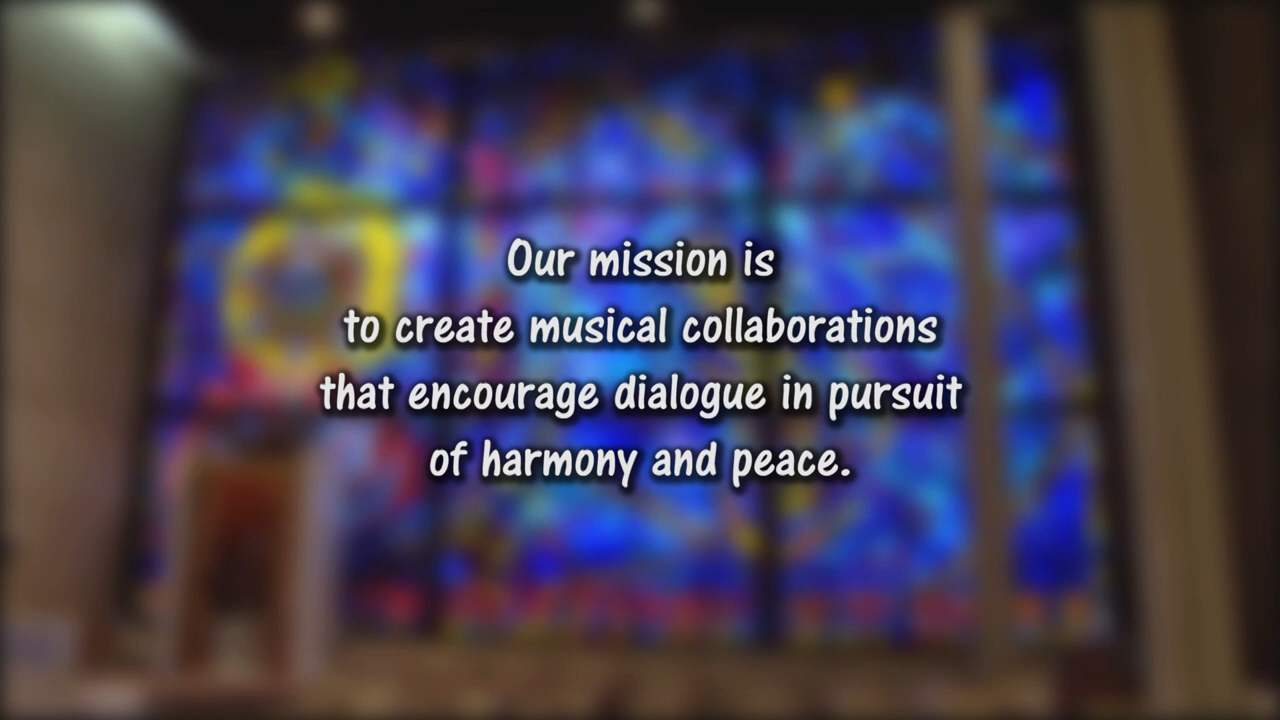 Our mission is
to create musical collaborations
that encourage dialogue in pursuit
of harmony and peace.